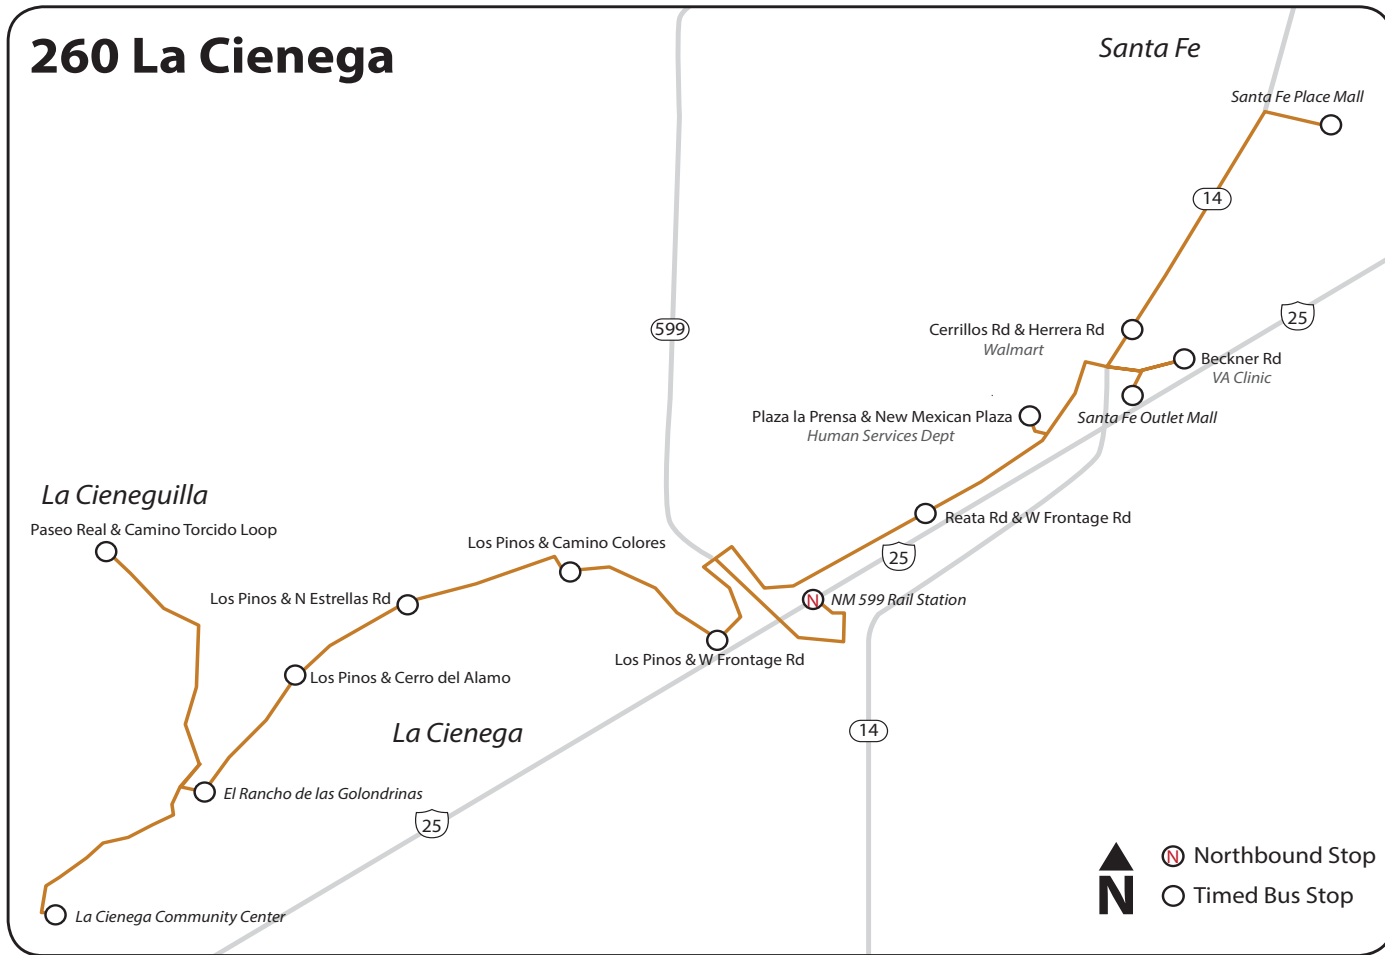 260 La Cienega
Santa Fe
Santa Fe Place Mall
14
25
599
Cerrillos Rd & Herrera Rd
Walmart
Beckner Rd
VA Clinic
Plaza la Prensa & New Mexican Plaza
Human Services Dept
Santa Fe Outlet Mall
La Cieneguilla
Paseo Real & Camino Torcido Loop
Reata Rd & W Frontage Rd
Los Pinos & Camino Colores
25
Los Pinos & N Estrellas Rd
N
NM 599 Rail Station
Los Pinos & W Frontage Rd
Los Pinos & Cerro del Alamo
La Cienega
14
El Rancho de las Golondrinas
25
N
N Northbound Stop
Timed Bus Stop
La Cienega Community Center